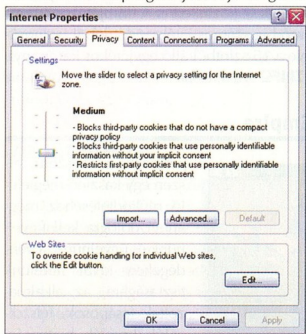 Internet Properties
General Security Privacy Content Connections Programs Advanced
Settings
Move the slider to select a privacy setting for the Internet
zone.
Medium
- Blocks third-party cookies that do not have a compact
privacy policy
- Blocks third-party cookies that use personally identifiable
information without your implicit consent
- Restricts first-party cookies that use personally identifiable
information without implicit consent
Import... Advanced... Default
Web Sites
To override cookie handling for individual Web sites,
click the Edit button.
Edit...
OK Cancel Apply